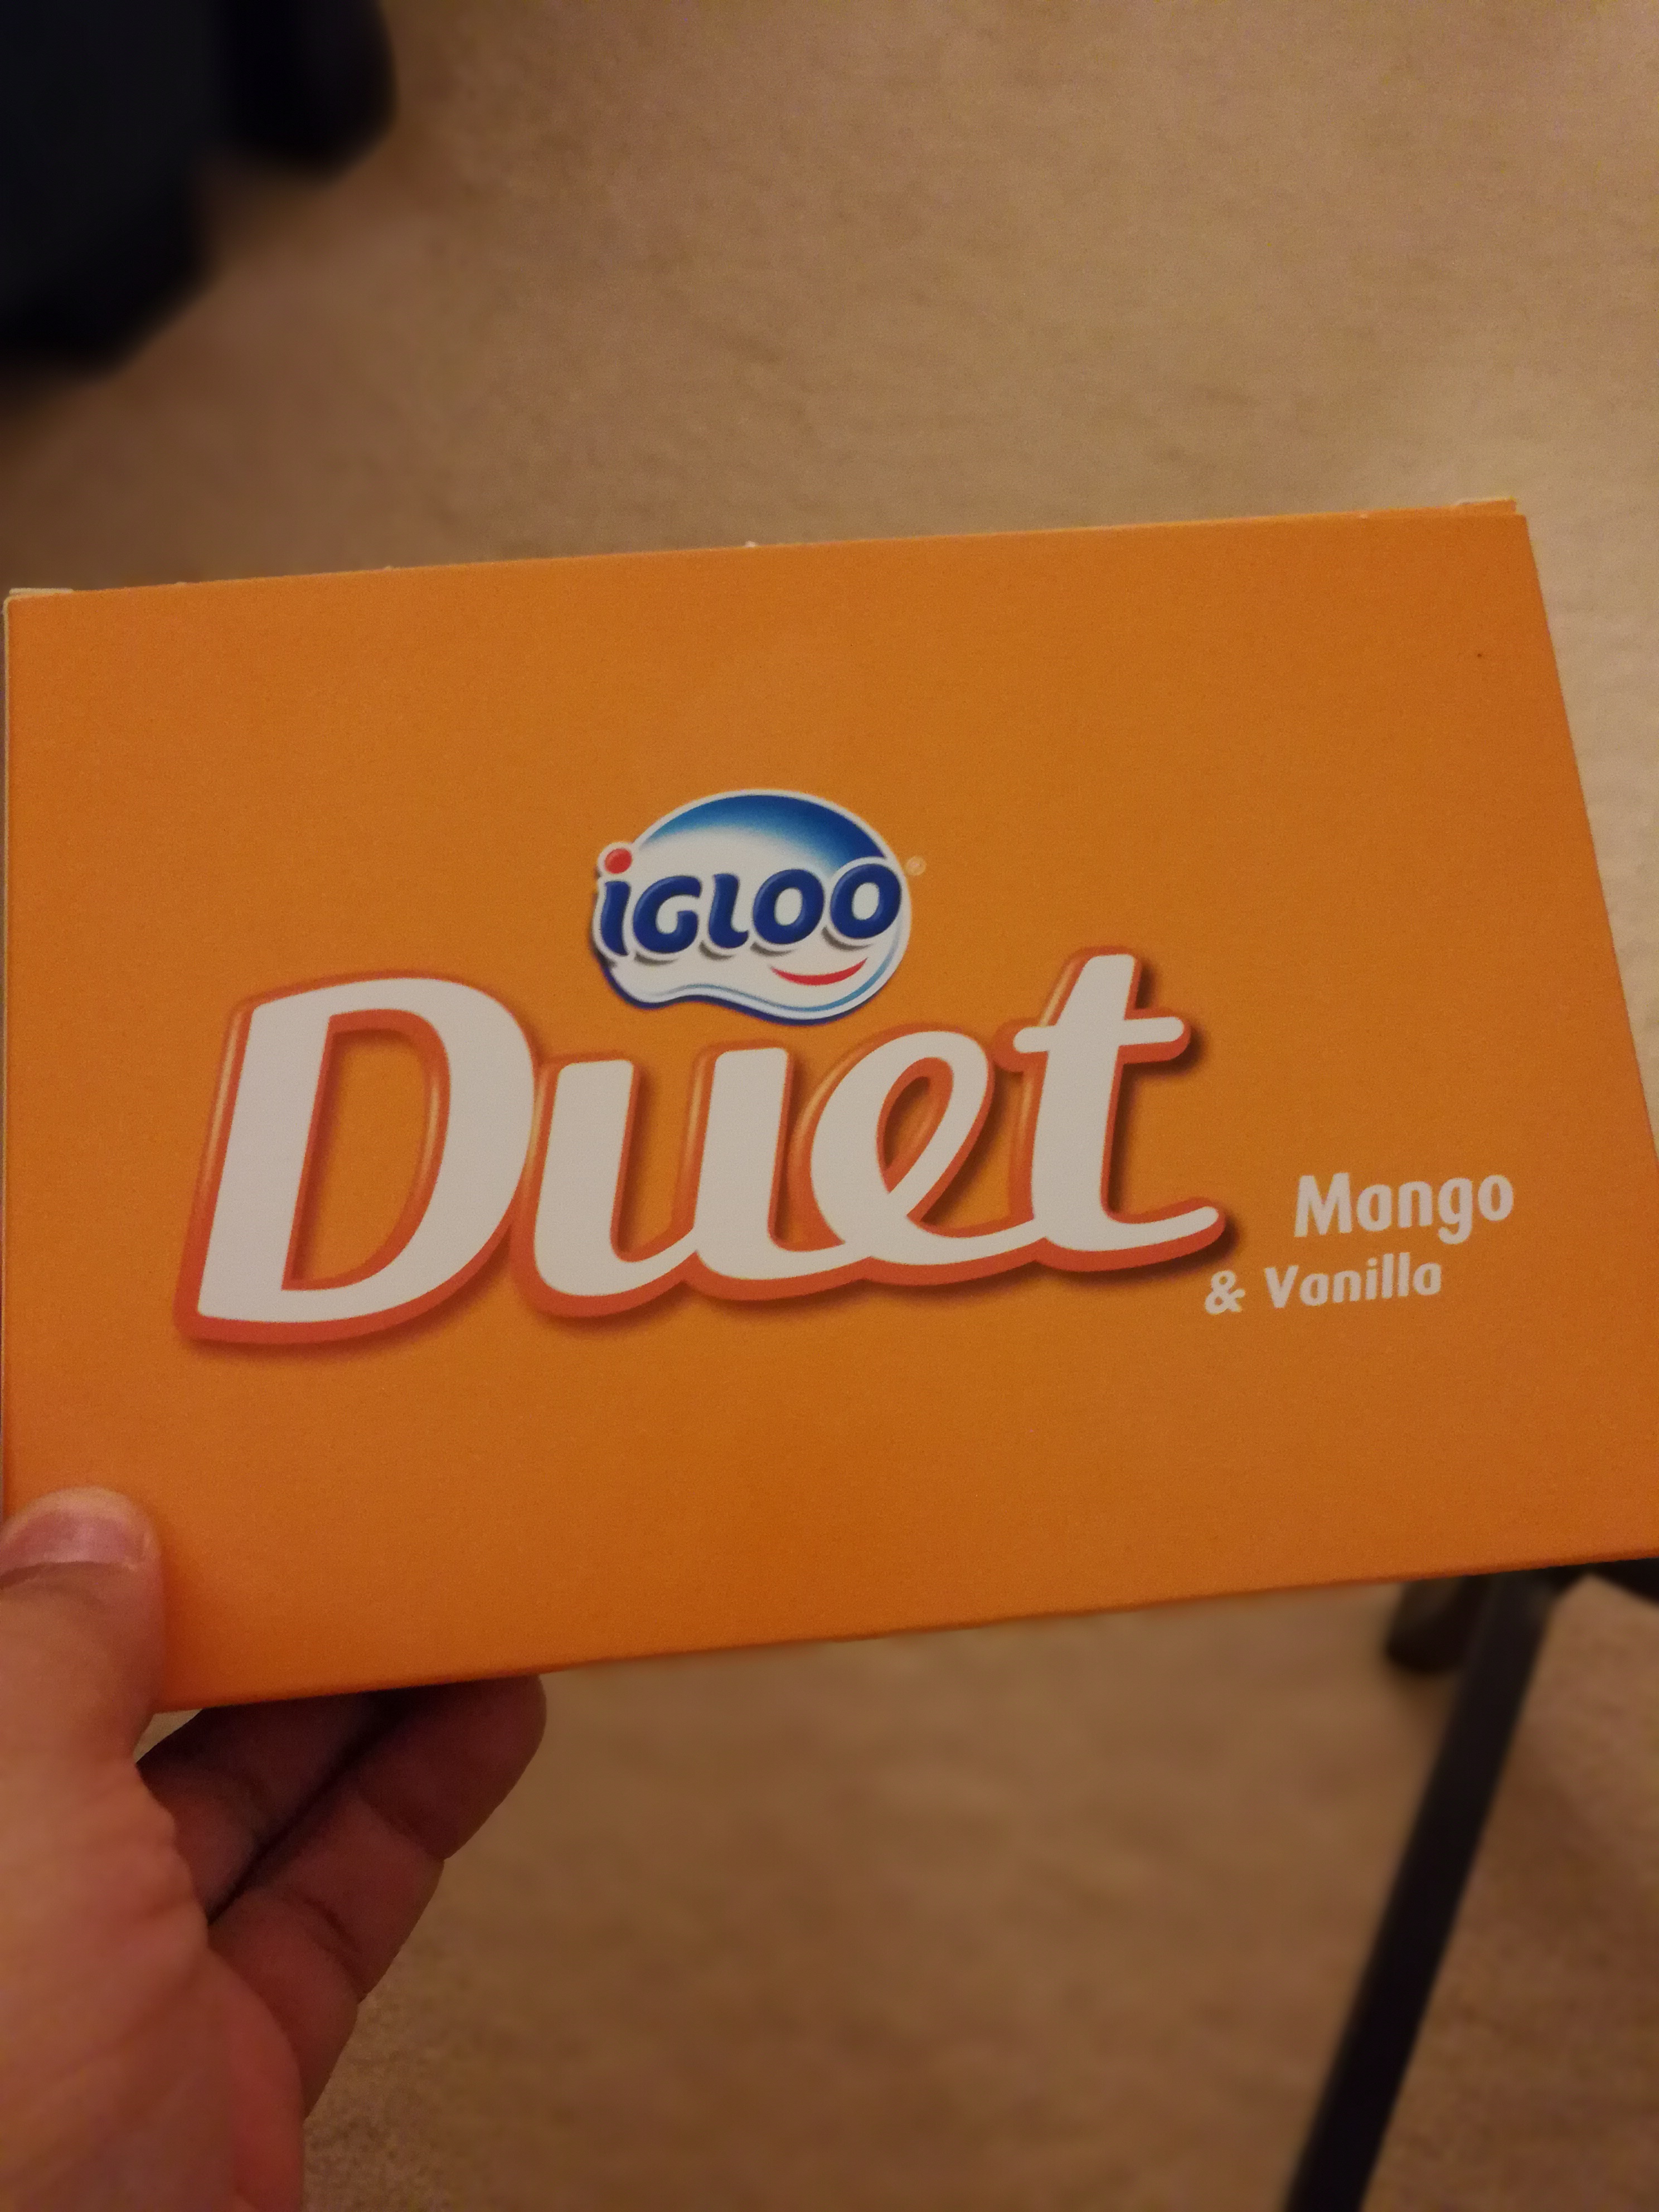 iGLOO®
Duet
Mango
& Vanilla